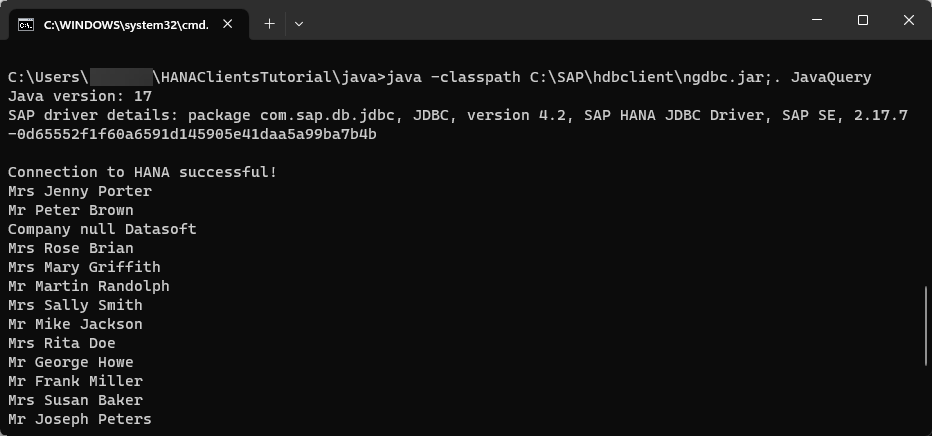 C:\WINDOWS\system32\cmd.
C:\Users\ \HANAClientsTutorial\java>java -classpath C:\SAP\hdbclient\ngdbc.jar;. JavaQuery
Java version: 17
SAP driver details: package com.sap.db.jdbc, JDBC, version 4.2, SAP HANA JDBC Driver, SAP SE, 2.17.7
-0d65552f1f60a6591d145905e41daa5a99ba7b4b
Connection to HANA successful!
Mrs Jenny Porter
Mr Peter Brown
Company null Datasoft
Mrs Rose Brian
Mrs Mary Griffith
Mr Martin Randolph
Mrs Sally Smith
Mr Mike Jackson
Mrs Rita Doe
Mr George Howe
Mr Frank Miller
Mrs Susan Baker
Mr Joseph Peters